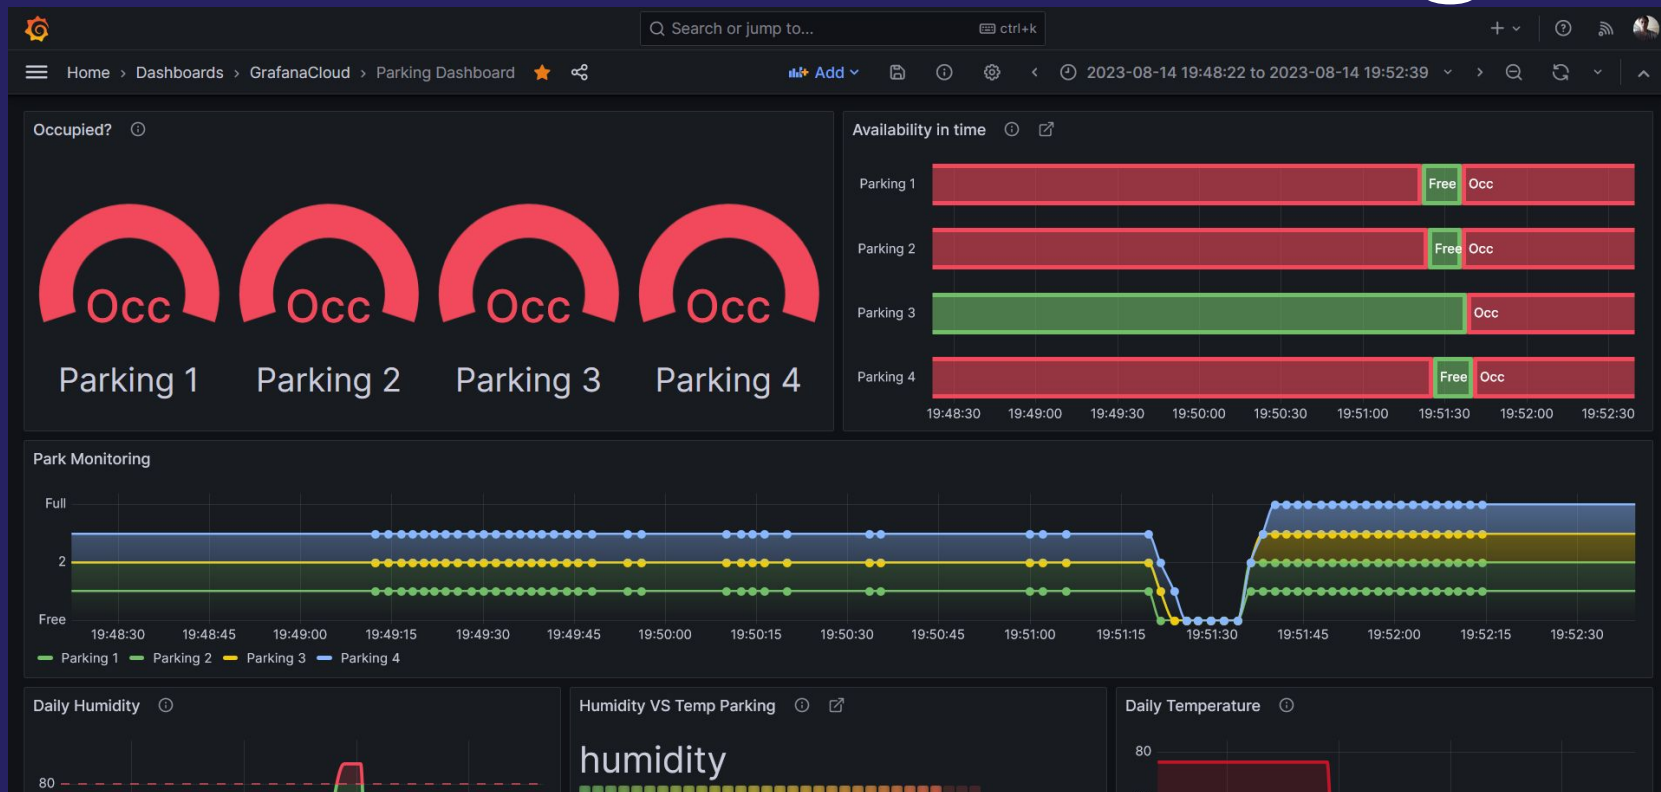 Search or jump to... ctrl+k
Home › Dashboards › GrafanaCloud › Parking Dashboard Add 2023-08-14 19:48:22 to 2023-08-14 19:52:39
Occupied?
Occ Occ Occ Occ
Parking 1 Parking 2 Parking 3 Parking 4
Availability in time
Parking 1 Free Occ
Parking 2 Free Occ
Parking 3 Occ
Parking 4 Free Occ
19:48:30 19:49:00 19:49:30 19:50:00 19:50:30 19:51:00 19:51:30 19:52:00 19:52:30
Park Monitoring
Full
2
Free
19:48:30 19:48:45 19:49:00 19:49:15 19:49:30 19:49:45 19:50:00 19:50:15 19:50:30 19:50:45 19:51:00 19:51:15 19:51:30 19:51:45 19:52:00 19:52:15 19:52:30
Parking 1 Parking 2 Parking 3 Parking 4
Daily Humidity
80
Humidity VS Temp Parking
humidity
Daily Temperature
80